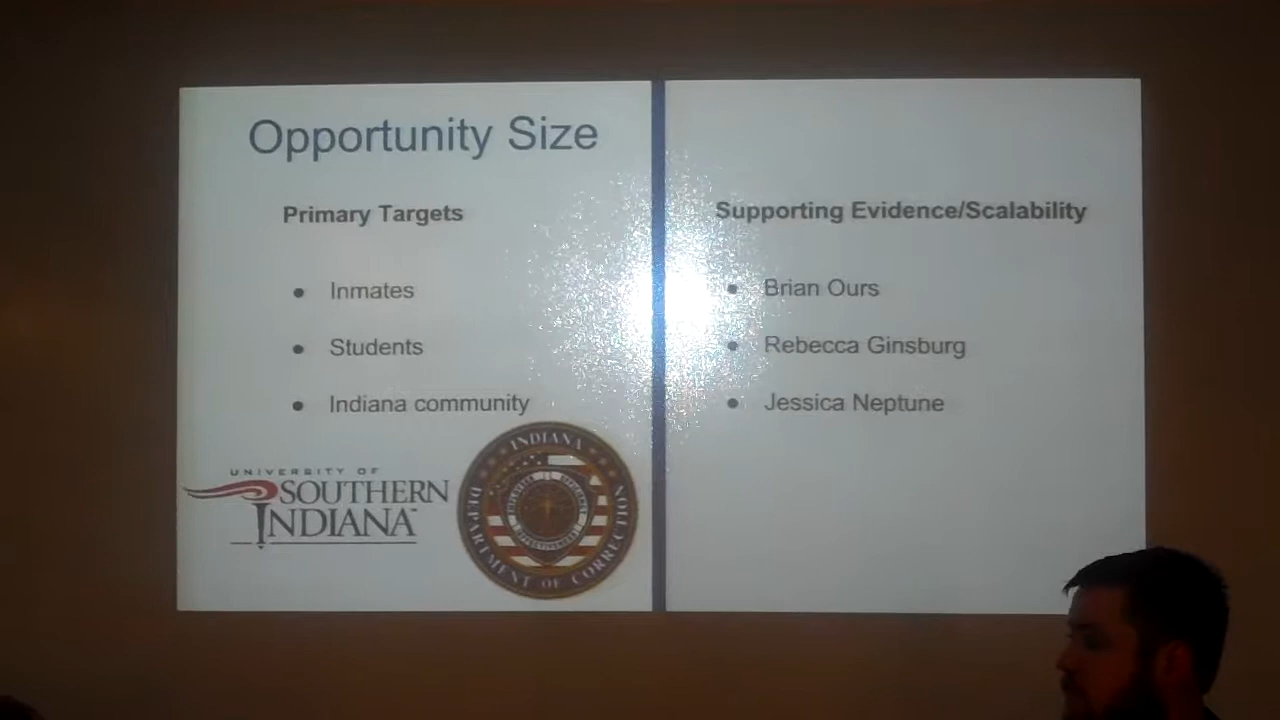 Opportunity Size
Primary Targets
Inmates
Students
Indiana community
UNIVERSITY OF
SOUTHERN
INDIANA
INDIANA
DEPARTMENT OF CORRECTION
Supporting Evidence/Scalability
Brian Ours
Rebecca Ginsburg
Jessica Neptune